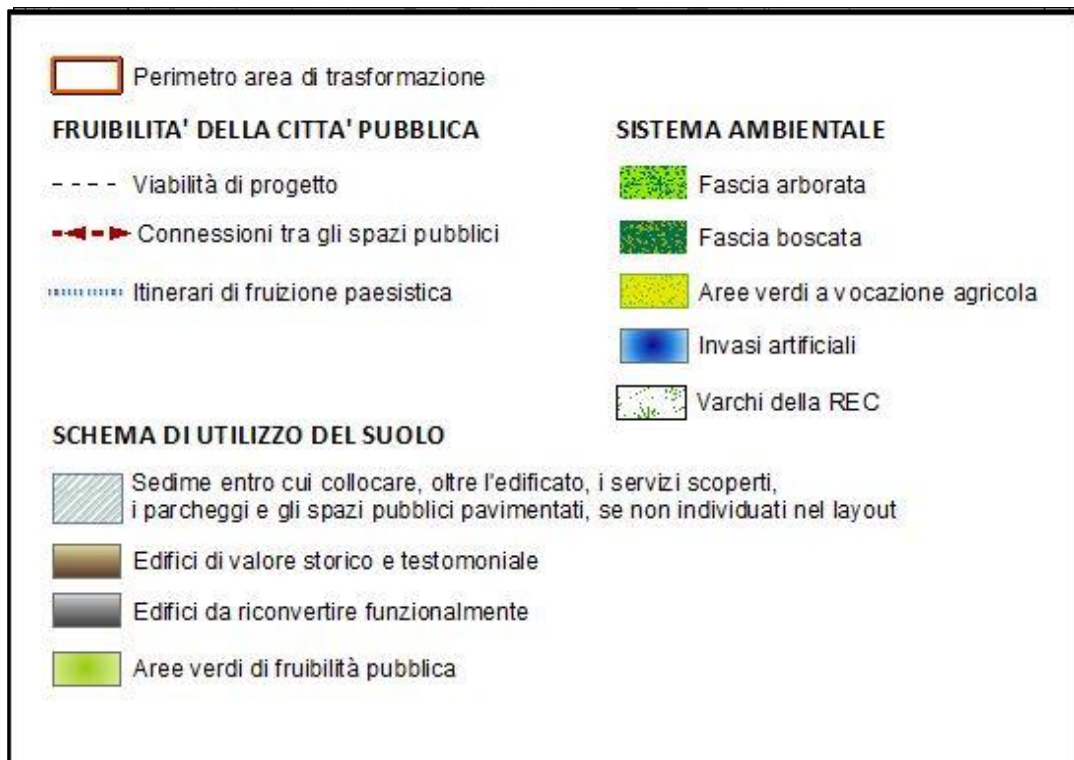 Perimetro area di trasformazione
FRUIBILITA' DELLA CITTA' PUBBLICA
Viabilità di progetto
Connessioni tra gli spazi pubblici
Itinerari di fruizione paesistica
SISTEMA AMBIENTALE
Fascia arborata
Fascia boscata
Aree verdi a vocazione agricola
Invasi artificiali
Varchi della REC
SCHEMA DI UTILIZZO DEL SUOLO
Sedime entro cui collocare, oltre l'edificato, i servizi scoperti,
i parcheggi e gli spazi pubblici pavimentati, se non individuati nel layout
Edifici di valore storico e testomoniale
Edifici da riconvertire funzionalmente
Aree verdi di fruibilità pubblica